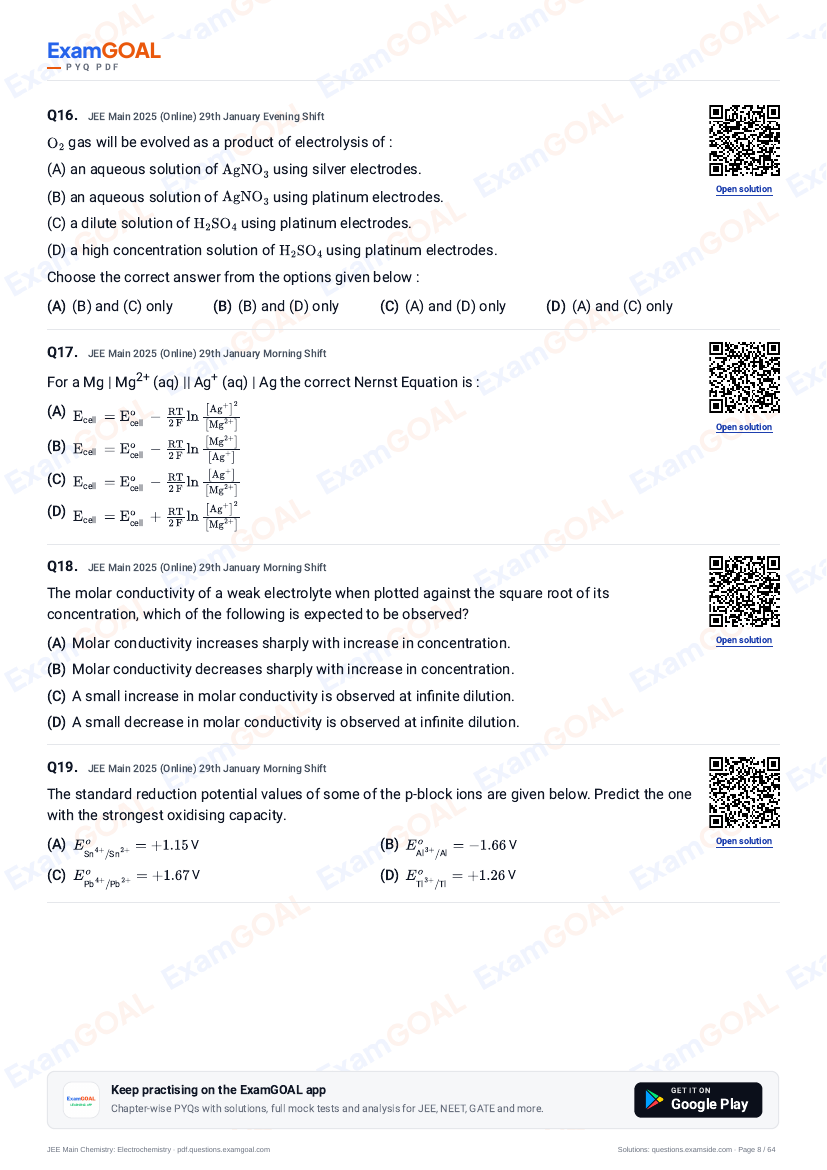 ExamGOAL
PYQ PDF
Q16. JEE Main 2025 (Online) 29th January Evening Shift
O₂ gas will be evolved as a product of electrolysis of :
(A) an aqueous solution of AgNO₃ using silver electrodes.
(B) an aqueous solution of AgNO₃ using platinum electrodes.
(C) a dilute solution of H₂SO₄ using platinum electrodes.
(D) a high concentration solution of H₂SO₄ using platinum electrodes.
Choose the correct answer from the options given below :
(A) (B) and (C) only (B) (B) and (D) only (C) (A) and (D) only (D) (A) and (C) only
Open solution
Q17. JEE Main 2025 (Online) 29th January Morning Shift
For a Mg | Mg²⁺ (aq) || Ag⁺ (aq) | Ag the correct Nernst Equation is :
(A) E_cell = E°_cell − RT/2F ln [Ag⁺]²/[Mg²⁺]
(B) E_cell = E°_cell − RT/2F ln [Mg²⁺]/[Ag⁺]
(C) E_cell = E°_cell − RT/2F ln [Ag⁺]/[Mg²⁺]
(D) E_cell = E°_cell + RT/2F ln [Ag⁺]²/[Mg²⁺]
Open solution
Q18. JEE Main 2025 (Online) 29th January Morning Shift
The molar conductivity of a weak electrolyte when plotted against the square root of its
concentration, which of the following is expected to be observed?
(A) Molar conductivity increases sharply with increase in concentration.
(B) Molar conductivity decreases sharply with increase in concentration.
(C) A small increase in molar conductivity is observed at infinite dilution.
(D) A small decrease in molar conductivity is observed at infinite dilution.
Open solution
Q19. JEE Main 2025 (Online) 29th January Morning Shift
The standard reduction potential values of some of the p-block ions are given below. Predict the one
with the strongest oxidising capacity.
(A) E°_Sn⁴⁺/Sn²⁺ = +1.15 V (B) E°_Al³⁺/Al = −1.66 V
(C) E°_Pb⁴⁺/Pb²⁺ = +1.67 V (D) E°_Tl³⁺/Tl = +1.26 V
Open solution
Keep practising on the ExamGOAL app
Chapter-wise PYQs with solutions, full mock tests and analysis for JEE, NEET, GATE and more.
GET IT ON
Google Play
JEE Main Chemistry: Electrochemistry · pdf.questions.examgoal.com
Solutions: questions.examside.com · Page 8 / 64